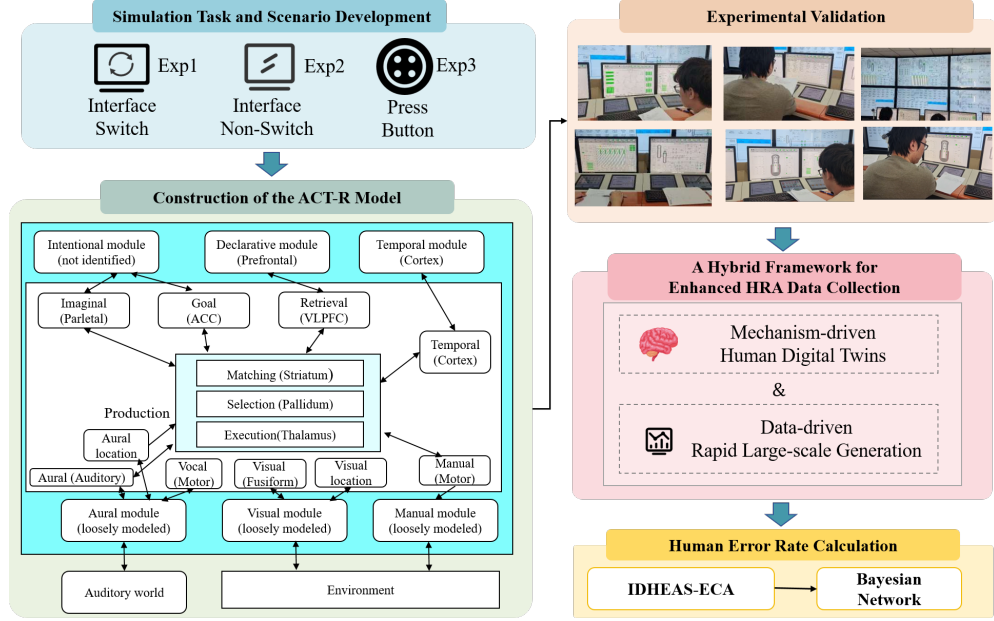 Simulation Task and Scenario Development
Exp1
Interface
Switch
Exp2
Interface
Non-Switch
Exp3
Press
Button
Construction of the ACT-R Model
Intentional module
(not identified)
Declarative module
(Prefrontal)
Temporal module
(Cortex)
Imaginal
(Parletal)
Goal
(ACC)
Retrieval
(VLPFC)
Temporal
(Cortex)
Matching (Striatum)
Selection (Pallidum)
Execution(Thalamus)
Production
Aural
location
Aural (Auditory)
Vocal
(Motor)
Visual
(Fusiform)
Visual
location
Manual
(Motor)
Aural module
(loosely modeled)
Visual module
(loosely modeled)
Manual module
(loosely modeled)
Auditory world
Environment
Experimental Validation
A Hybrid Framework for
Enhanced HRA Data Collection
Mechanism-driven
Human Digital Twins
&
Data-driven
Rapid Large-scale Generation
Human Error Rate Calculation
IDHEAS-ECA
Bayesian
Network